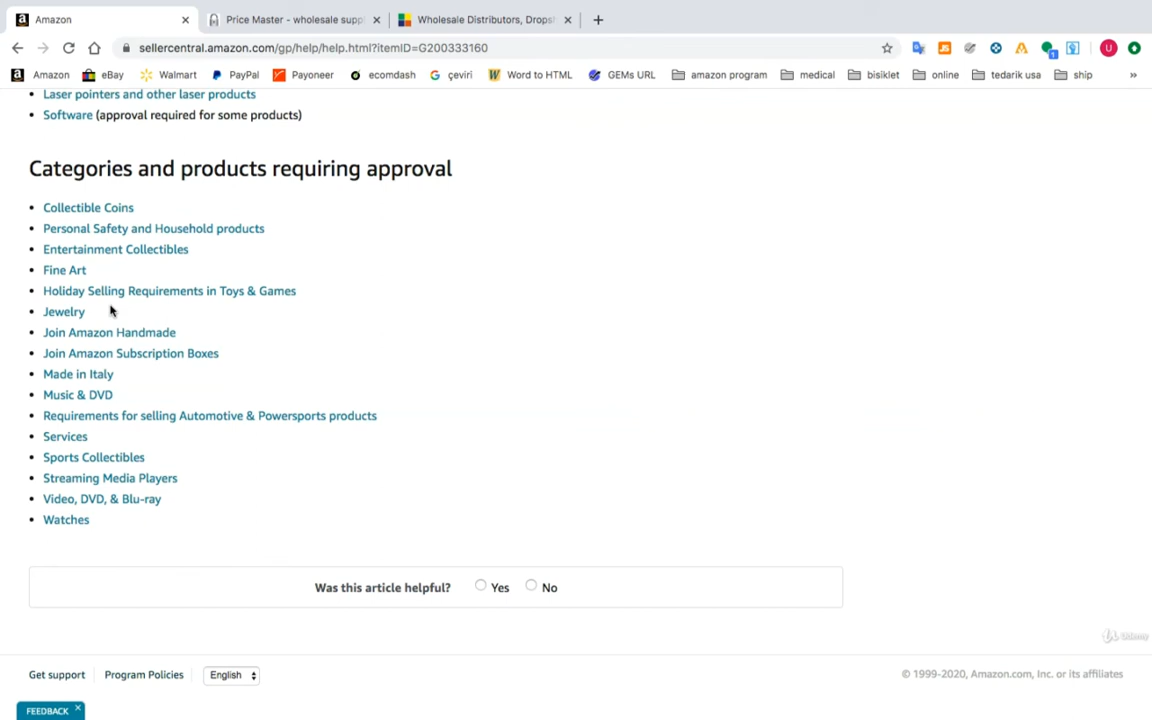 Amazon
Price Master - wholesale supp
Wholesale Distributors, Dropsh
sellercentral.amazon.com/gp/help/help.html?itemID=G200333160
Amazon
eBay
Walmart
PayPal
Payoneer
ecomdash
çeviri
Word to HTML
GEMs URL
amazon program
medical
bisiklet
online
tedarik usa
ship
Laser pointers and other laser products
Software (approval required for some products)
Categories and products requiring approval
Collectible Coins
Personal Safety and Household products
Entertainment Collectibles
Fine Art
Holiday Selling Requirements in Toys & Games
Jewelry
Join Amazon Handmade
Join Amazon Subscription Boxes
Made in Italy
Music & DVD
Requirements for selling Automotive & Powersports products
Services
Sports Collectibles
Streaming Media Players
Video, DVD, & Blu-ray
Watches
Was this article helpful? Yes No
Udemy
Get support Program Policies English
© 1999-2020, Amazon.com, Inc. or its affiliates
FEEDBACK